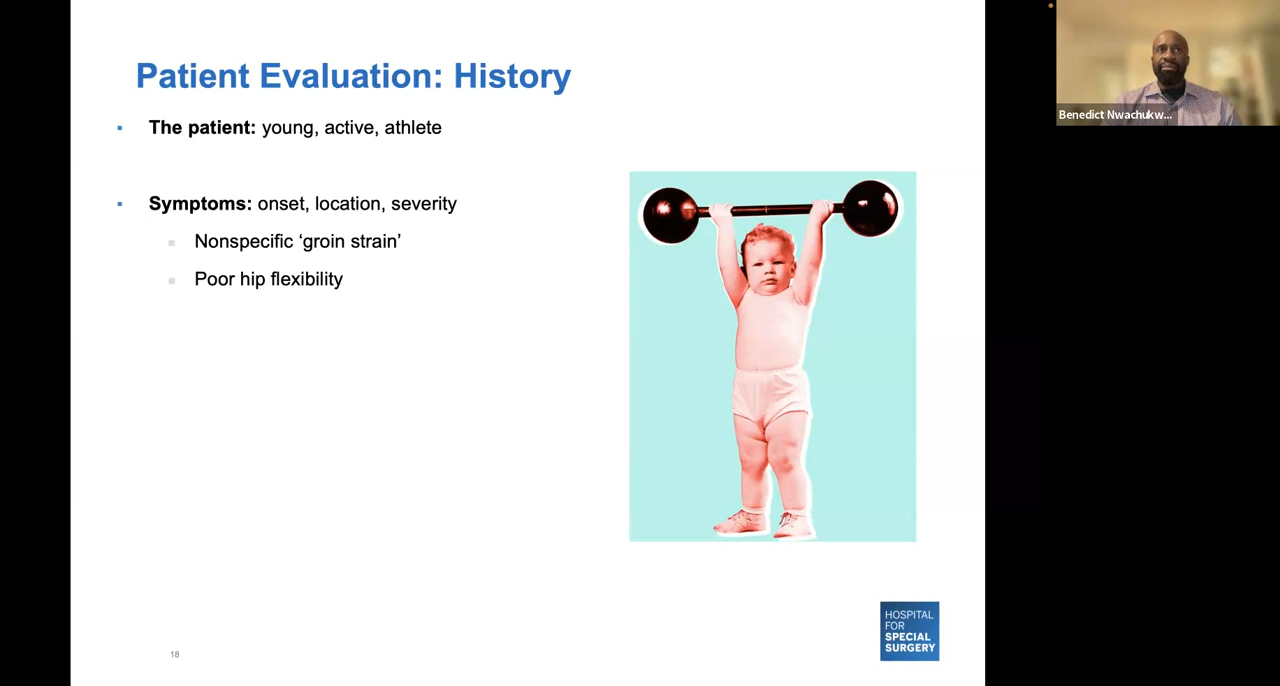 Patient Evaluation: History
The patient: young, active, athlete
Symptoms: onset, location, severity
Nonspecific ‘groin strain’
Poor hip flexibility
18
HOSPITAL
FOR
SPECIAL
SURGERY
Benedict Nwachukw...